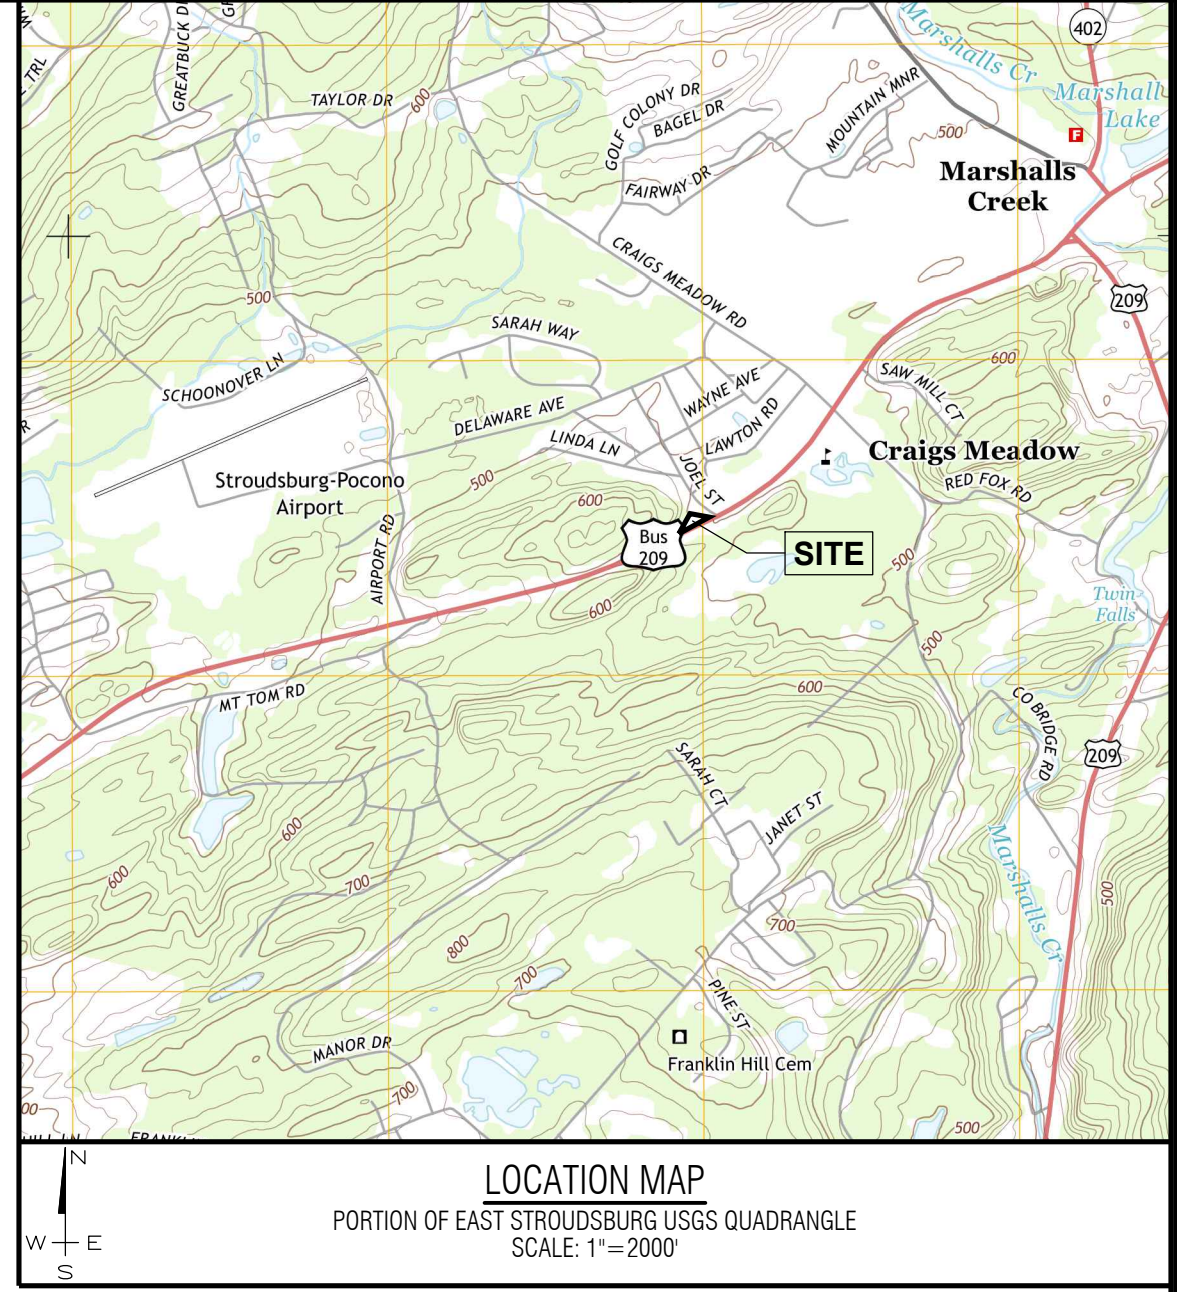 402
GREATBUCK
TRL
TAYLOR DR
600
GOLF COLONY DR
BAGEL DR
MOUNTAIN MNR
Marshalls Cr
Marshall
Lake
F
500
FAIRWAY DR
Marshalls
Creek
CRAIGS MEADOW RD
500
209
SARAH WAY
600
SCHOONOVER LN
SAW MILL CT
WAYNE AVE
DELAWARE AVE
LAWTON RD
LINDA LN
Craigs Meadow
JOEL ST
RED FOX RD
500
Stroudsburg-Pocono
Airport
600
Bus
209
SITE
AIRPORT RD
500
600
Twin
Falls
500
MT TOM RD
600
CO BRIDGE RD
209
SARAH CT
JANET ST
600
600
700
Marshalls Cr
500
800
700
700
PINE ST
MANOR DR
Franklin Hill Cem
700
500
LOCATION MAP
PORTION OF EAST STROUDSBURG USGS QUADRANGLE
SCALE: 1"=2000'
N
W E
S